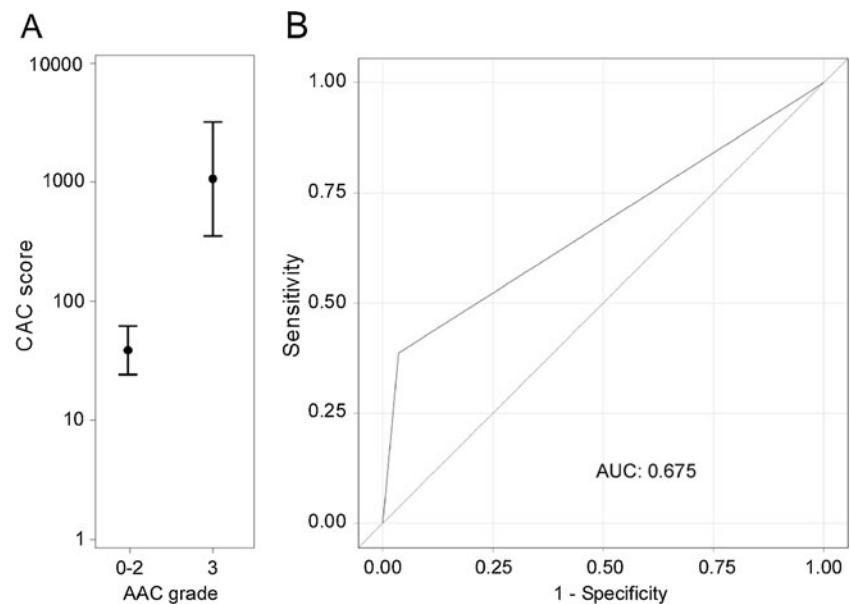 A
10000
1000
100
10
1
CAC score
0-2 3
AAC grade
B
1.00
0.75
0.50
0.25
0.00
Sensitivity
AUC: 0.675
0.00 0.25 0.50 0.75 1.00
1 - Specificity